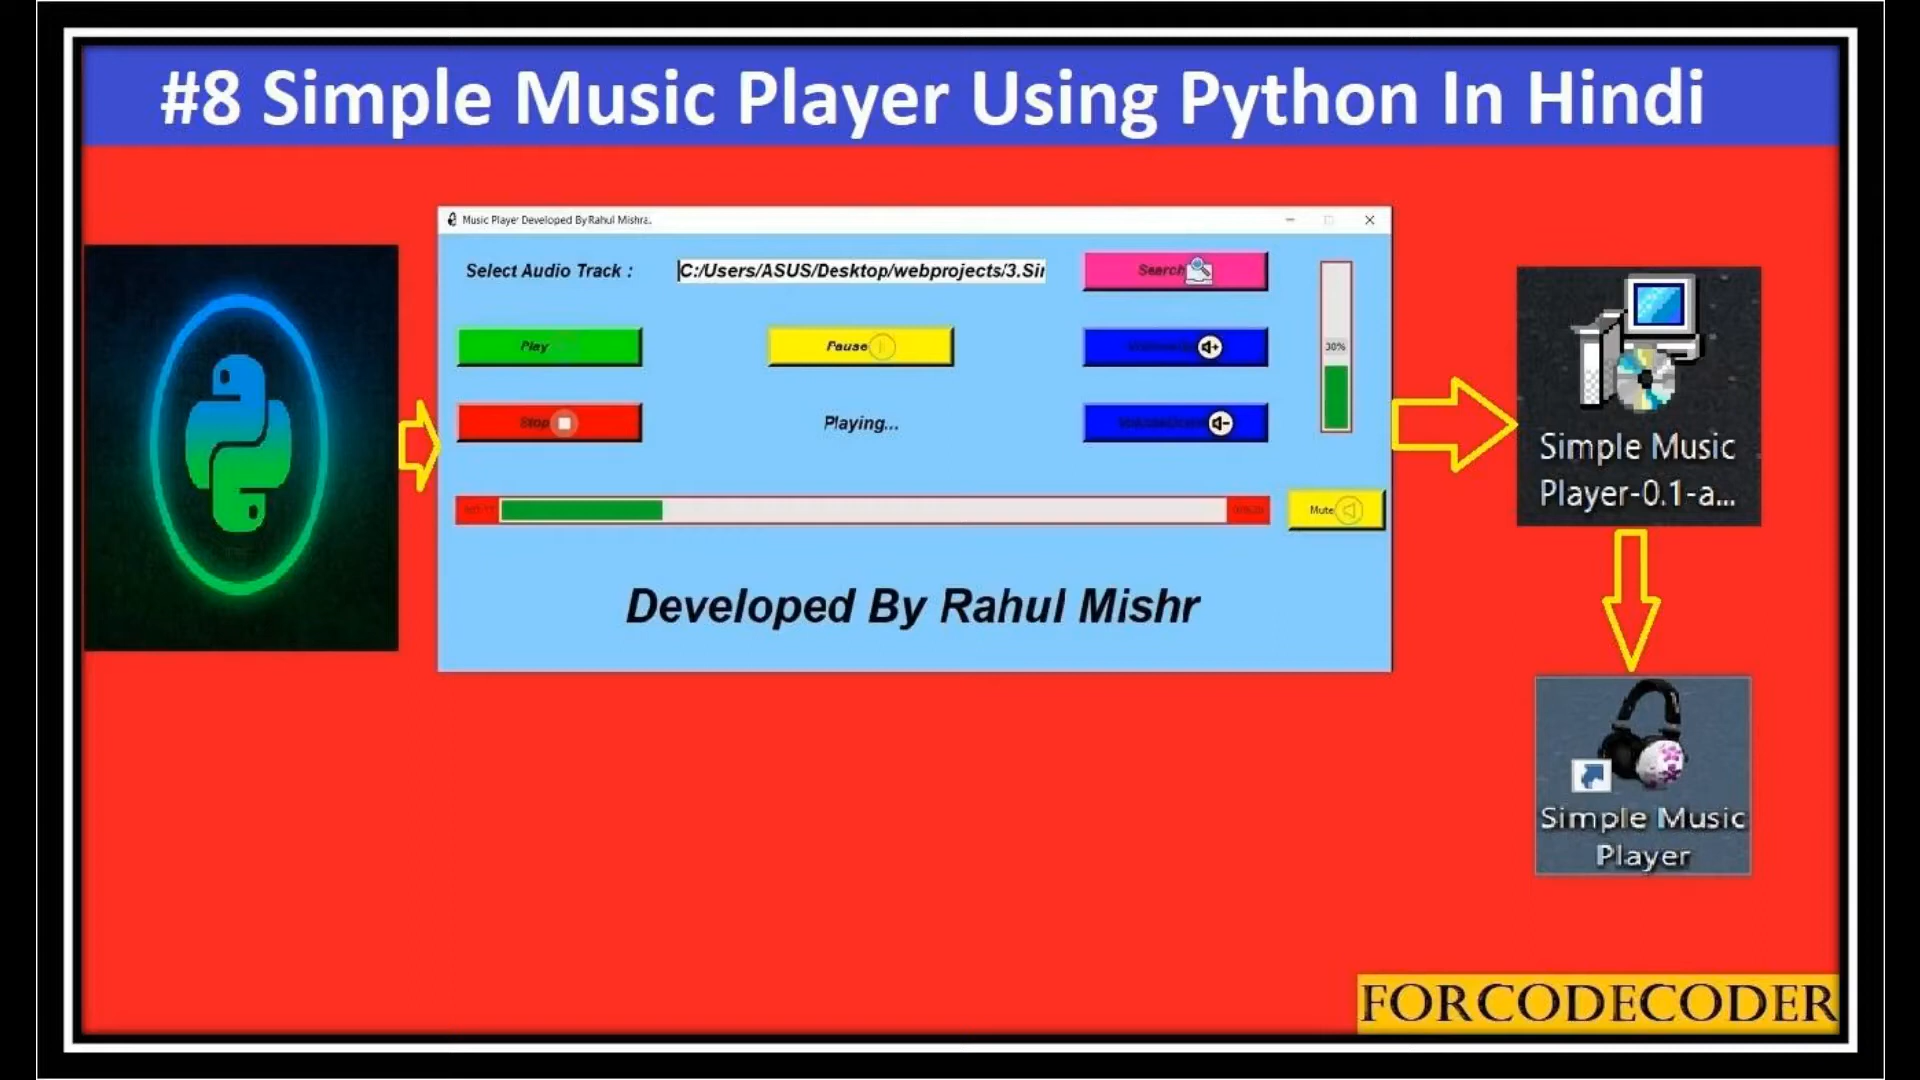 #8 Simple Music Player Using Python In Hindi
Music Player Developed By Rahul Mishra.
Select Audio Track :
C:/Users/ASUS/Desktop/webprojects/3.Sir
Search
Play
Pause
30%
Stop
Playing...
Mute
Developed By Rahul Mishr
Simple Music
Player-0.1-a...
Simple Music
Player
FORCODECODER